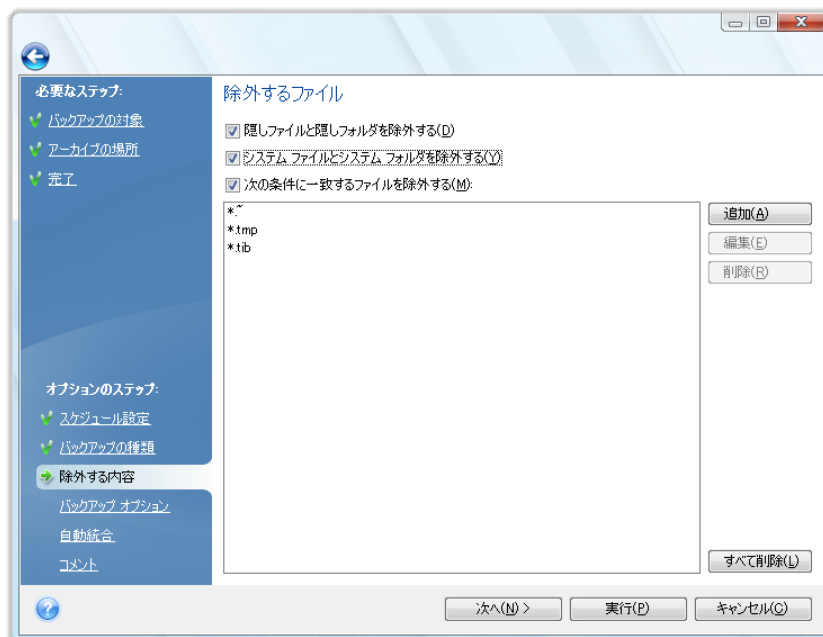 必要なステップ:
バックアップの対象
アーカイブの場所
完了
オプションのステップ:
スケジュール設定
バックアップの種類
除外する内容
バックアップ オプション
自動統合
コメント
除外するファイル
隠しファイルと隠しフォルダを除外する(D)
システム ファイルとシステム フォルダを除外する(Y)
次の条件に一致するファイルを除外する(M):
*.~
*.tmp
*.tib
追加(A)
編集(E)
削除(R)
すべて削除(L)
次へ(N) >
実行(P)
キャンセル(C)